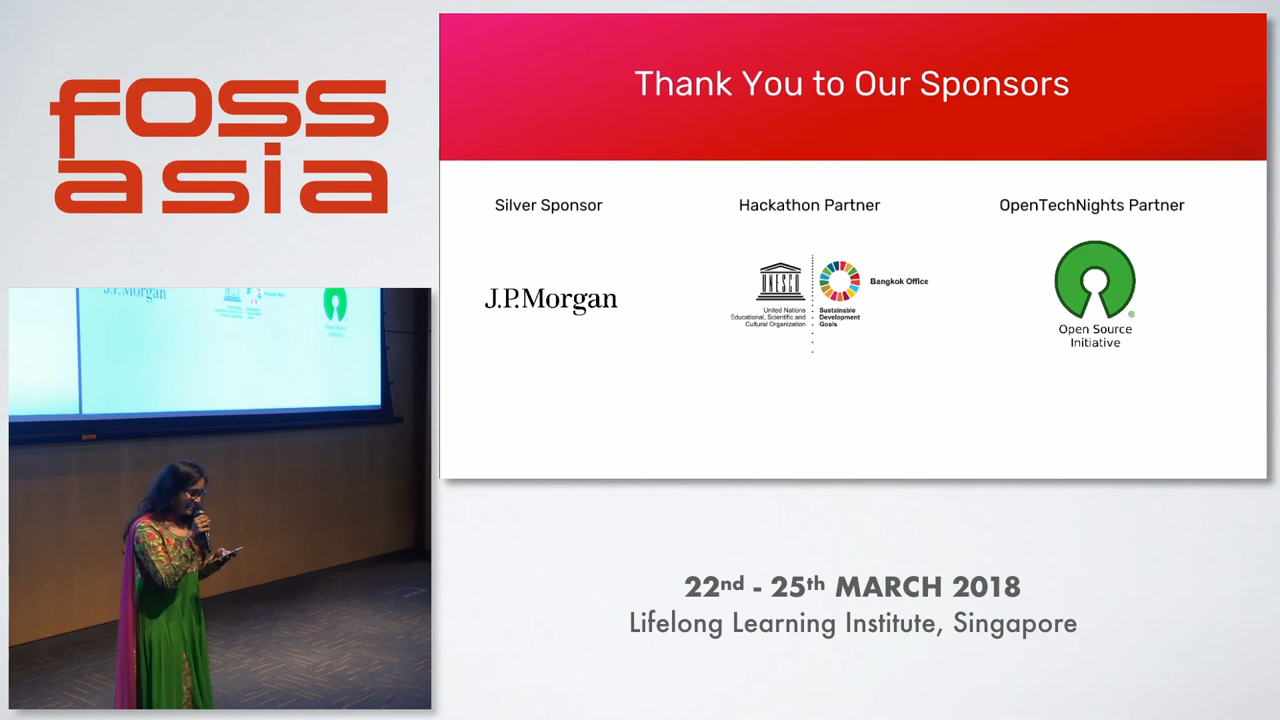 foss
asia
Thank You to Our Sponsors
Silver Sponsor
Hackathon Partner
OpenTechNights Partner
J.P.Morgan
UNESCO
United Nations
Educational, Scientific and
Cultural Organization
Sustainable
Development
Goals
Bangkok Office
Open Source
Initiative
®
J.P.Morgan
22nd - 25th MARCH 2018
Lifelong Learning Institute, Singapore